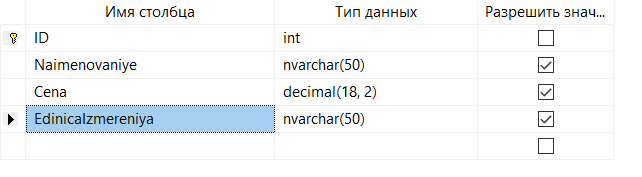 Имя столбца Тип данных Разрешить знач...
ID int
Naimenovaniye nvarchar(50)
Cena decimal(18, 2)
EdinicaIzmereniya nvarchar(50)